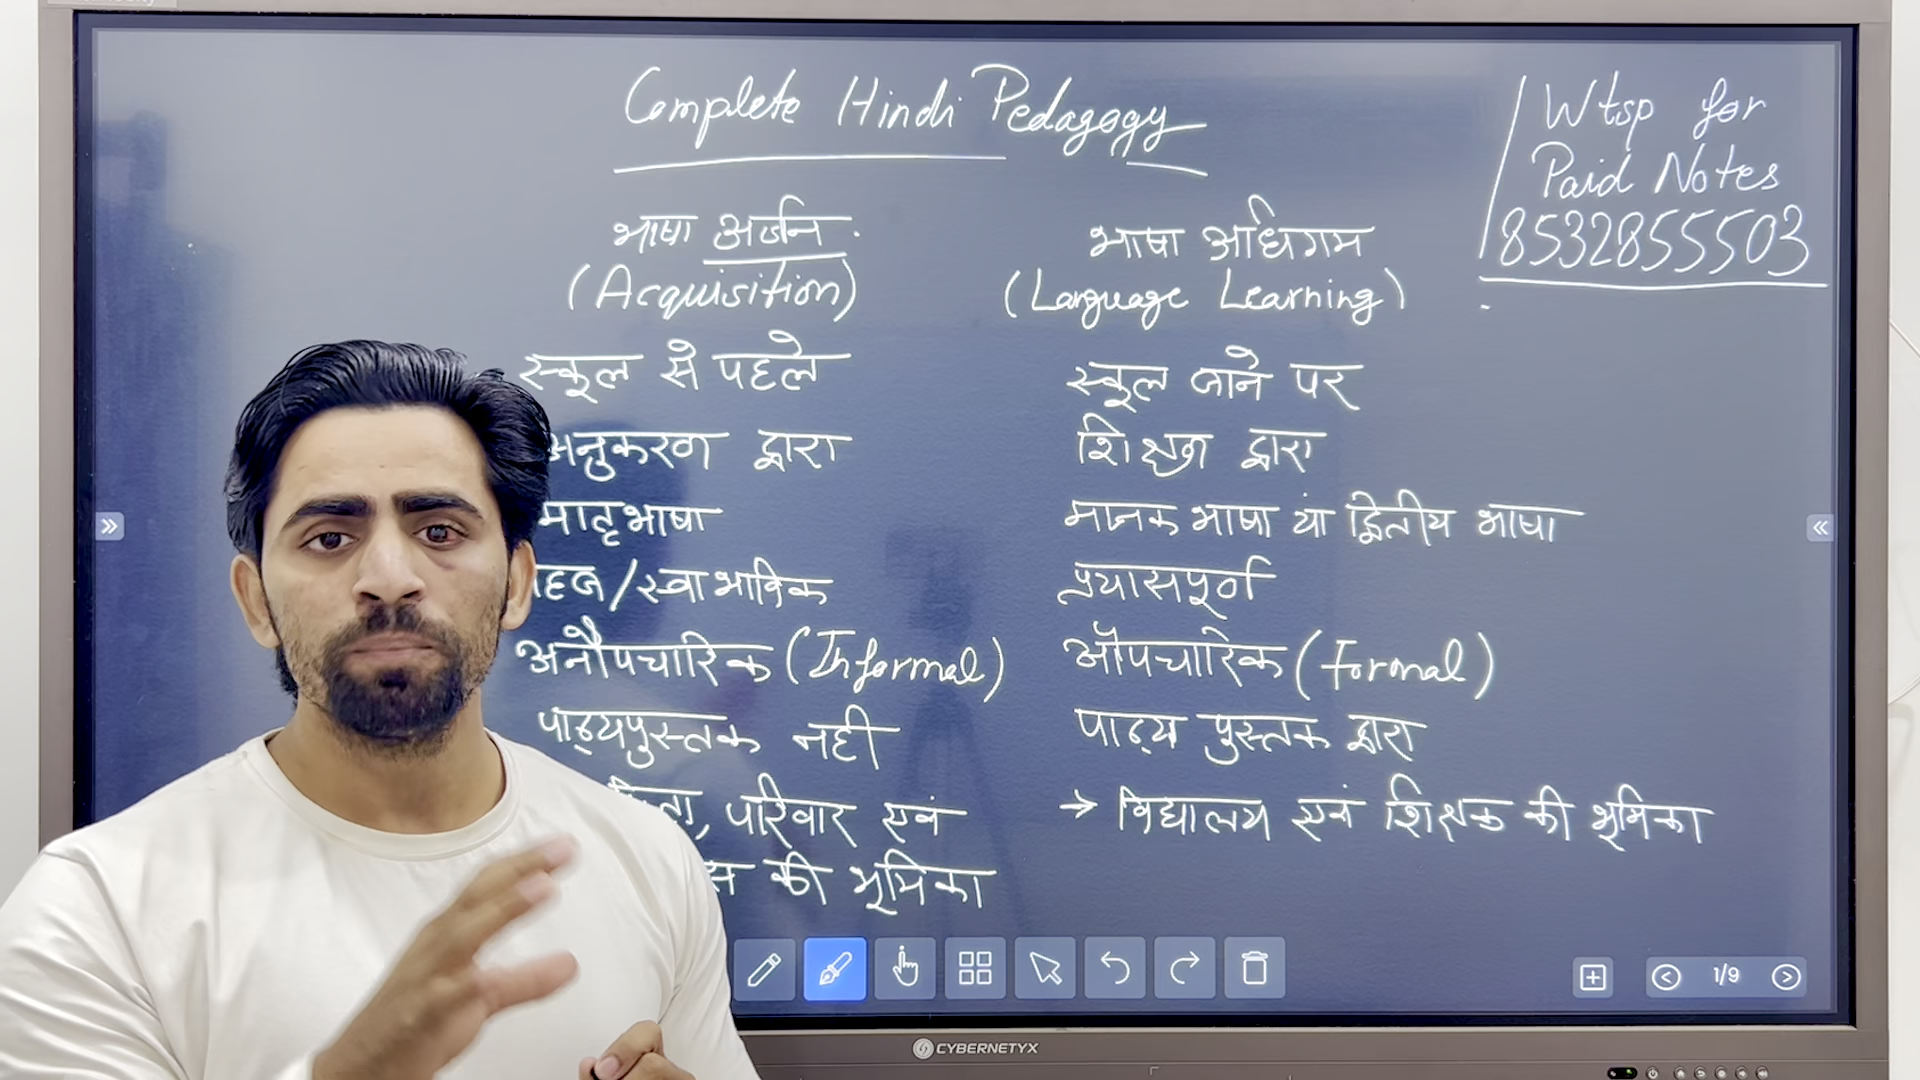 Complete Hindi Pedagogy
Wtsp for
Paid Notes
8532855503
भाषा अर्जन
(Acquisition)
भाषा अधिगम
(Language Learning)
स्कूल से पहले
स्कूल जाने पर
अनुकरण द्वारा
शिक्षण द्वारा
मातृभाषा
मानक भाषा या द्वितीय भाषा
/स्वाभाविक
प्रयासपूर्ण
अनौपचारिक (Informal)
औपचारिक (Formal)
पाठ्यपुस्तक नही
पाठ्य पुस्तक द्वारा
, परिवार एवं
→ विद्यालय एवं शिक्षक की भूमिका
की भूमिका
1/9
CYBERNETYX